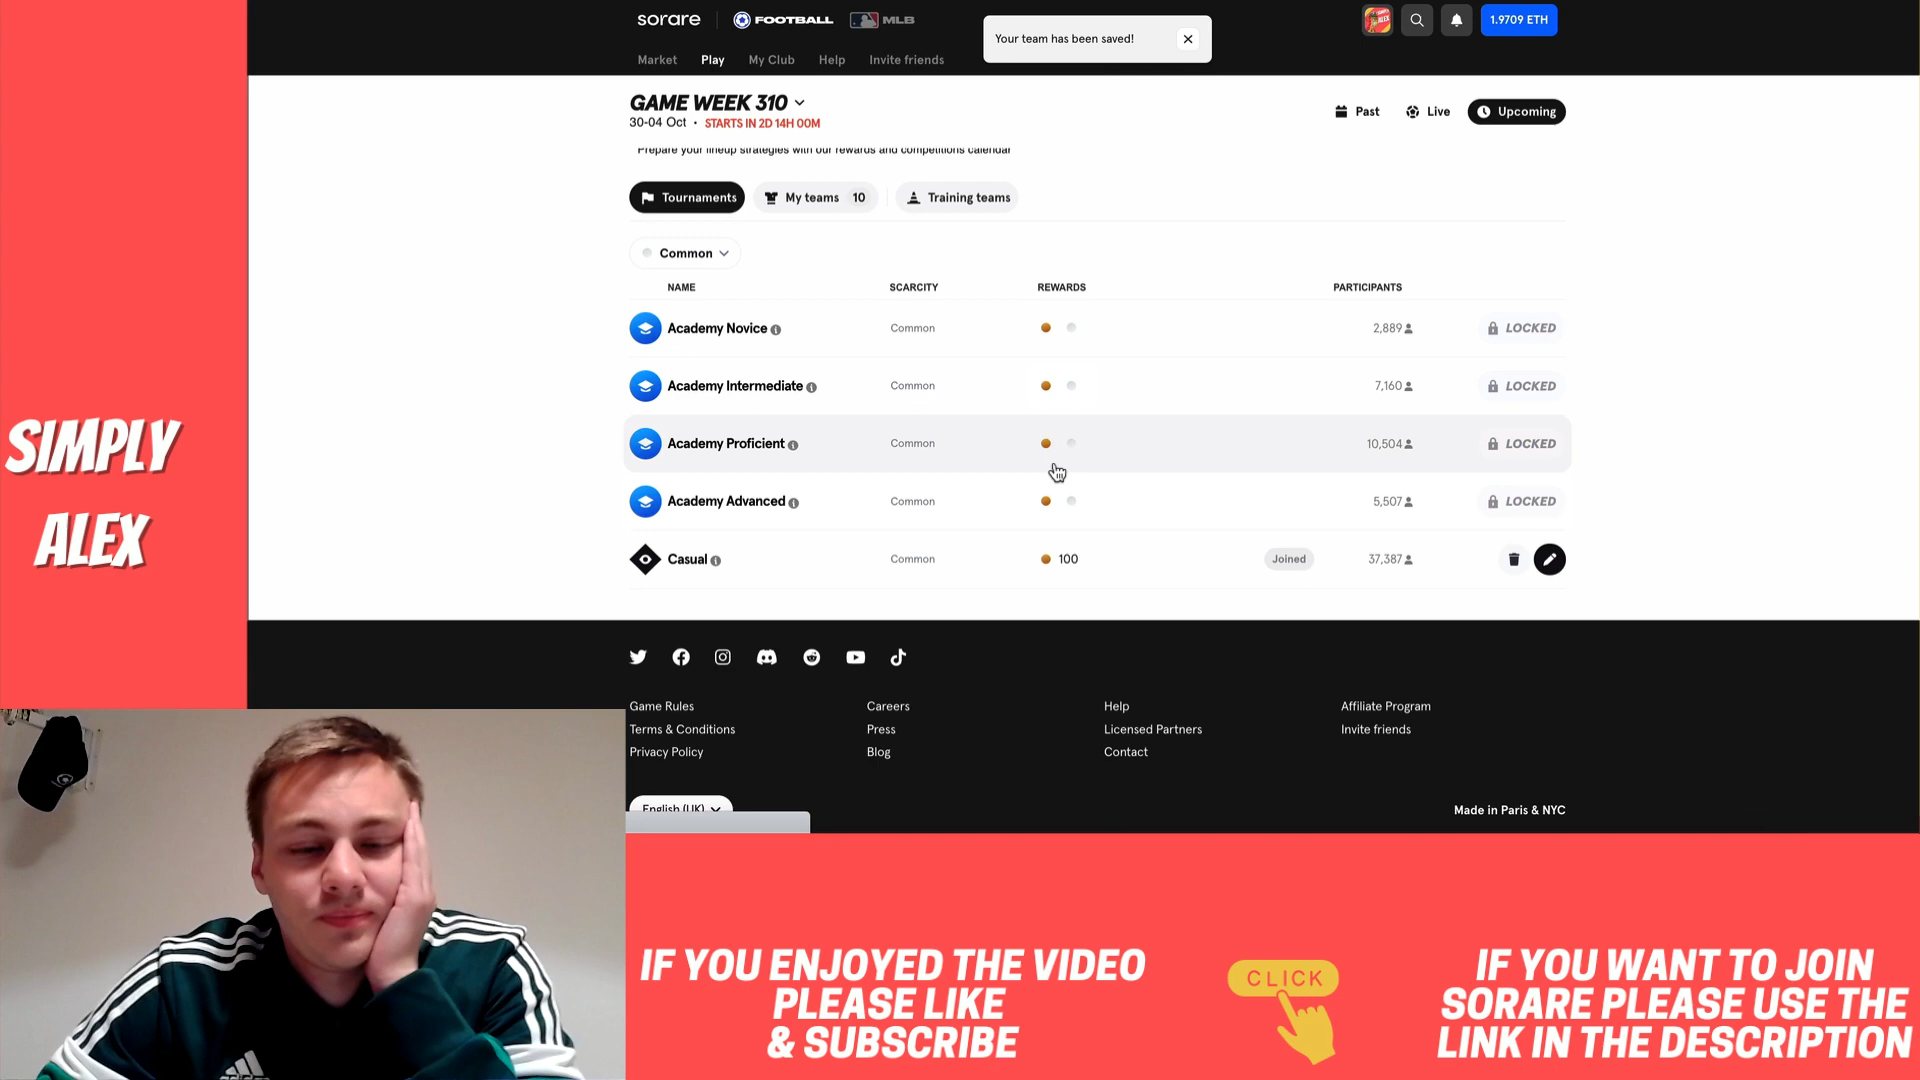 sorare
FOOTBALL
MLB
Your team has been saved!
1.9709 ETH
Market
Play
My Club
Help
Invite friends
GAME WEEK 310
30-04 Oct • STARTS IN 2D 14H 00M
Past
Live
Upcoming
Prepare your lineup strategies with our rewards and competitions calendar
Tournaments
My teams 10
Training teams
Common
NAME SCARCITY REWARDS PARTICIPANTS
Academy Novice Common 2,889 LOCKED
Academy Intermediate Common 7,160 LOCKED
Academy Proficient Common 10,504 LOCKED
Academy Advanced Common 5,507 LOCKED
Casual Common 100 Joined 37,387
SIMPLY
ALEX
Game Rules Careers Help Affiliate Program
Terms & Conditions Press Licensed Partners Invite friends
Privacy Policy Blog Contact
English (UK)
Made in Paris & NYC
adidas
IF YOU ENJOYED THE VIDEO
PLEASE LIKE
& SUBSCRIBE
CLICK
IF YOU WANT TO JOIN
SORARE PLEASE USE THE
LINK IN THE DESCRIPTION